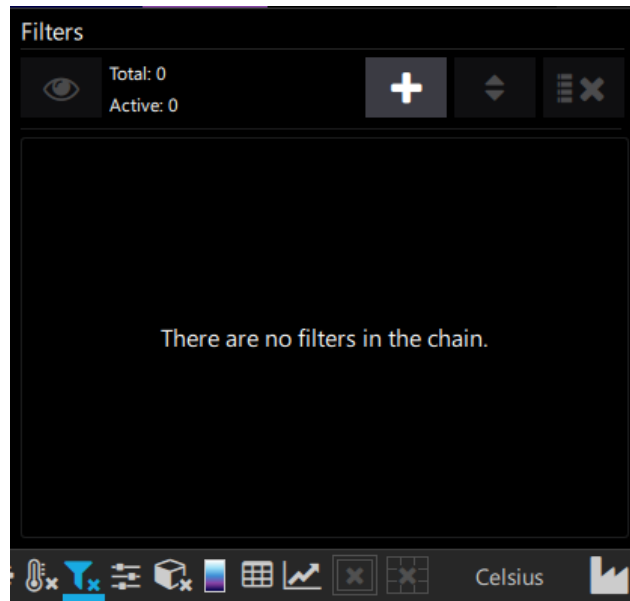 Filters
Total: 0
Active: 0
There are no filters in the chain.
Celsius